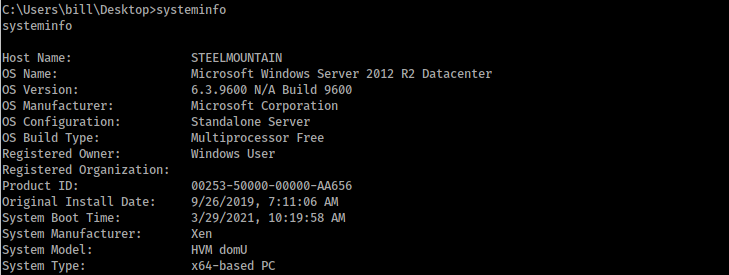 C:\Users\bill\Desktop>systeminfo
systeminfo
Host Name: STEELMOUNTAIN
OS Name: Microsoft Windows Server 2012 R2 Datacenter
OS Version: 6.3.9600 N/A Build 9600
OS Manufacturer: Microsoft Corporation
OS Configuration: Standalone Server
OS Build Type: Multiprocessor Free
Registered Owner: Windows User
Registered Organization:
Product ID: 00253-50000-00000-AA656
Original Install Date: 9/26/2019, 7:11:06 AM
System Boot Time: 3/29/2021, 10:19:58 AM
System Manufacturer: Xen
System Model: HVM domU
System Type: x64-based PC